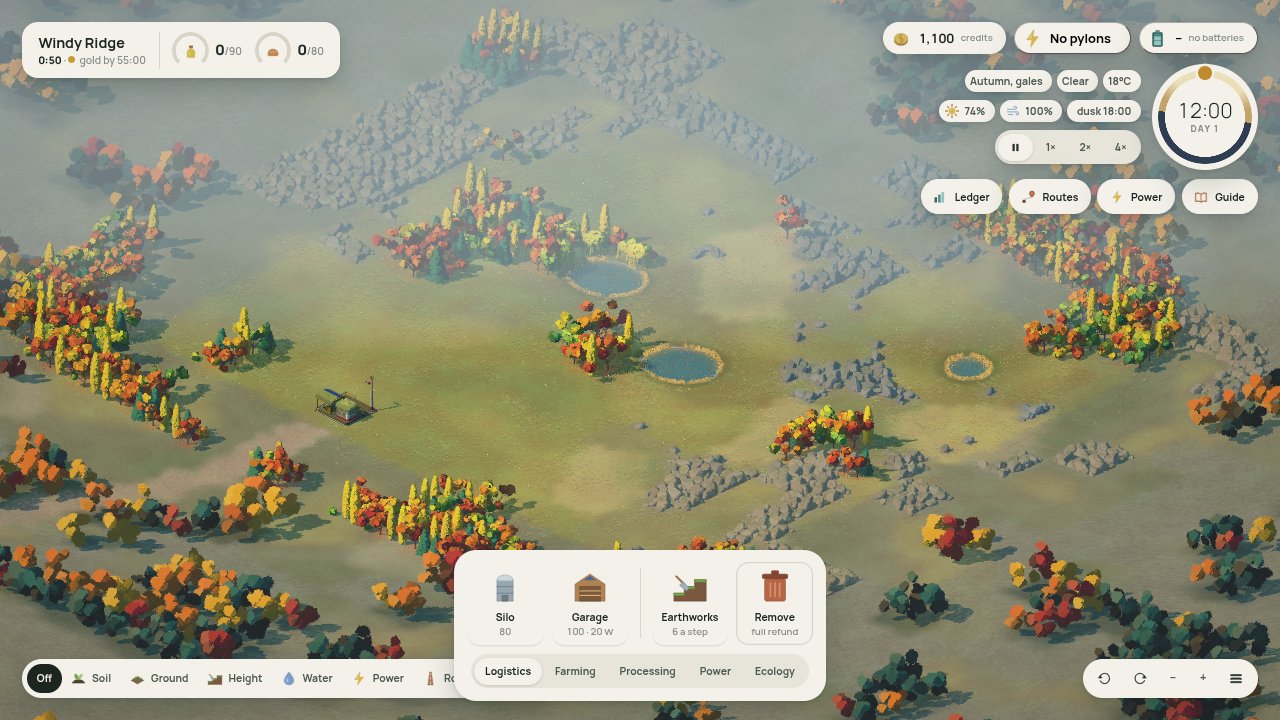 Windy Ridge
0:50 · gold by 55:00
0/90
0/80
1,100 credits
No pylons
– no batteries
Autumn, gales
Clear
18°C
74%
100%
dusk 18:00
12:00
DAY 1
1×
2×
4×
Ledger
Routes
Power
Guide
Silo
80
Garage
100 · 20 W
Earthworks
6 a step
Remove
full refund
Logistics
Farming
Processing
Power
Ecology
Off
Soil
Ground
Height
Water
Power